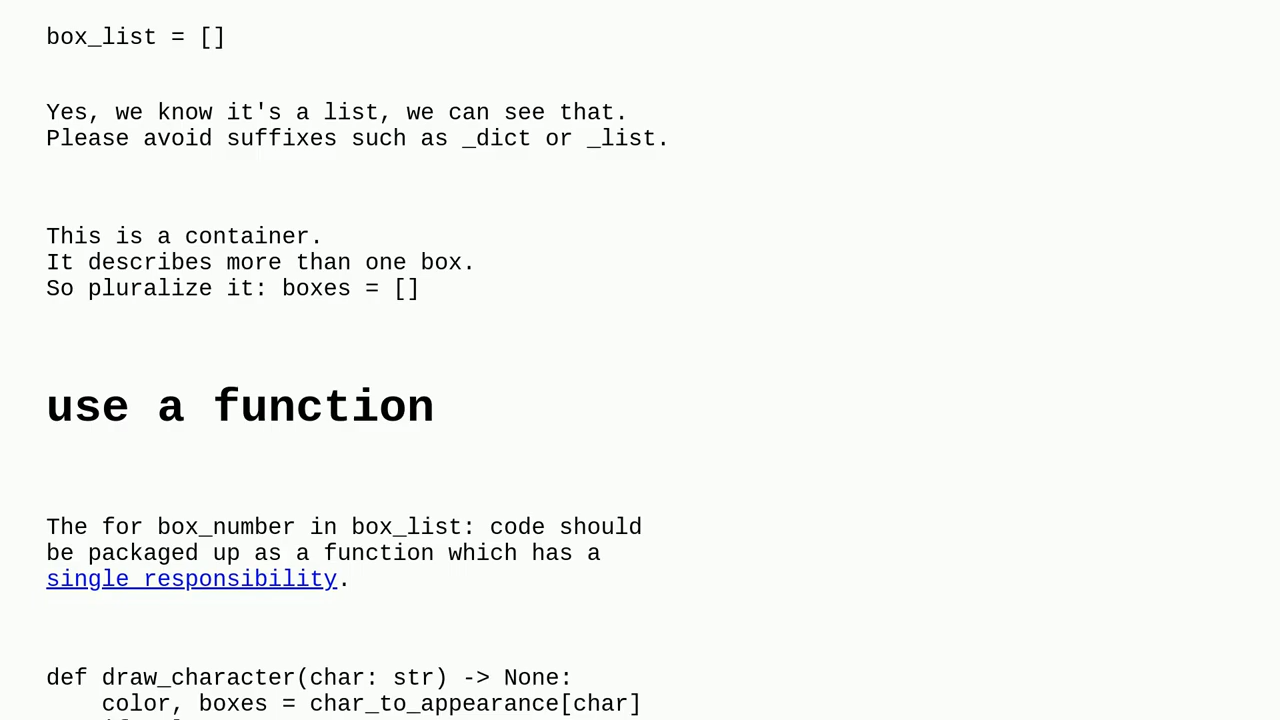 box_list = []
Yes, we know it's a list, we can see that.
Please avoid suffixes such as _dict or _list.
This is a container.
It describes more than one box.
So pluralize it: boxes = []
use a function
The for box_number in box_list: code should
be packaged up as a function which has a
single responsibility.
def draw_character(char: str) -> None:
    color, boxes = char_to_appearance[char]